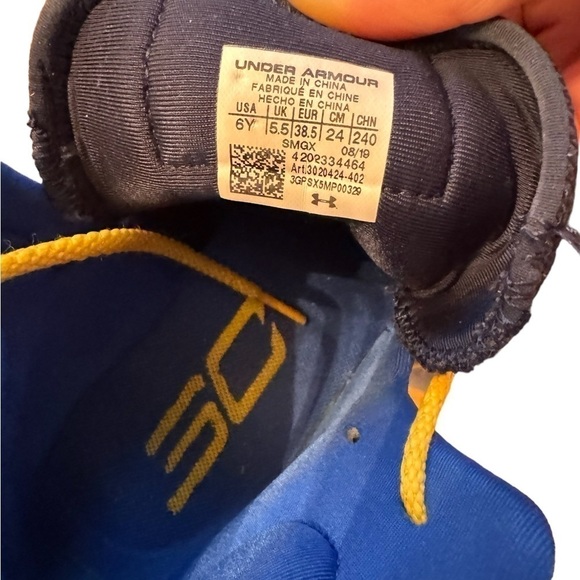 UNDER ARMOUR
MADE IN CHINA
FABRIQUÉ EN CHINE
HECHO EN CHINA
USA UK EUR CM CHN
6Y 5.5 38.5 24 240
SMGX 08/19
4202334464
Art.3020424-402
3GPSX5MP00329
SC